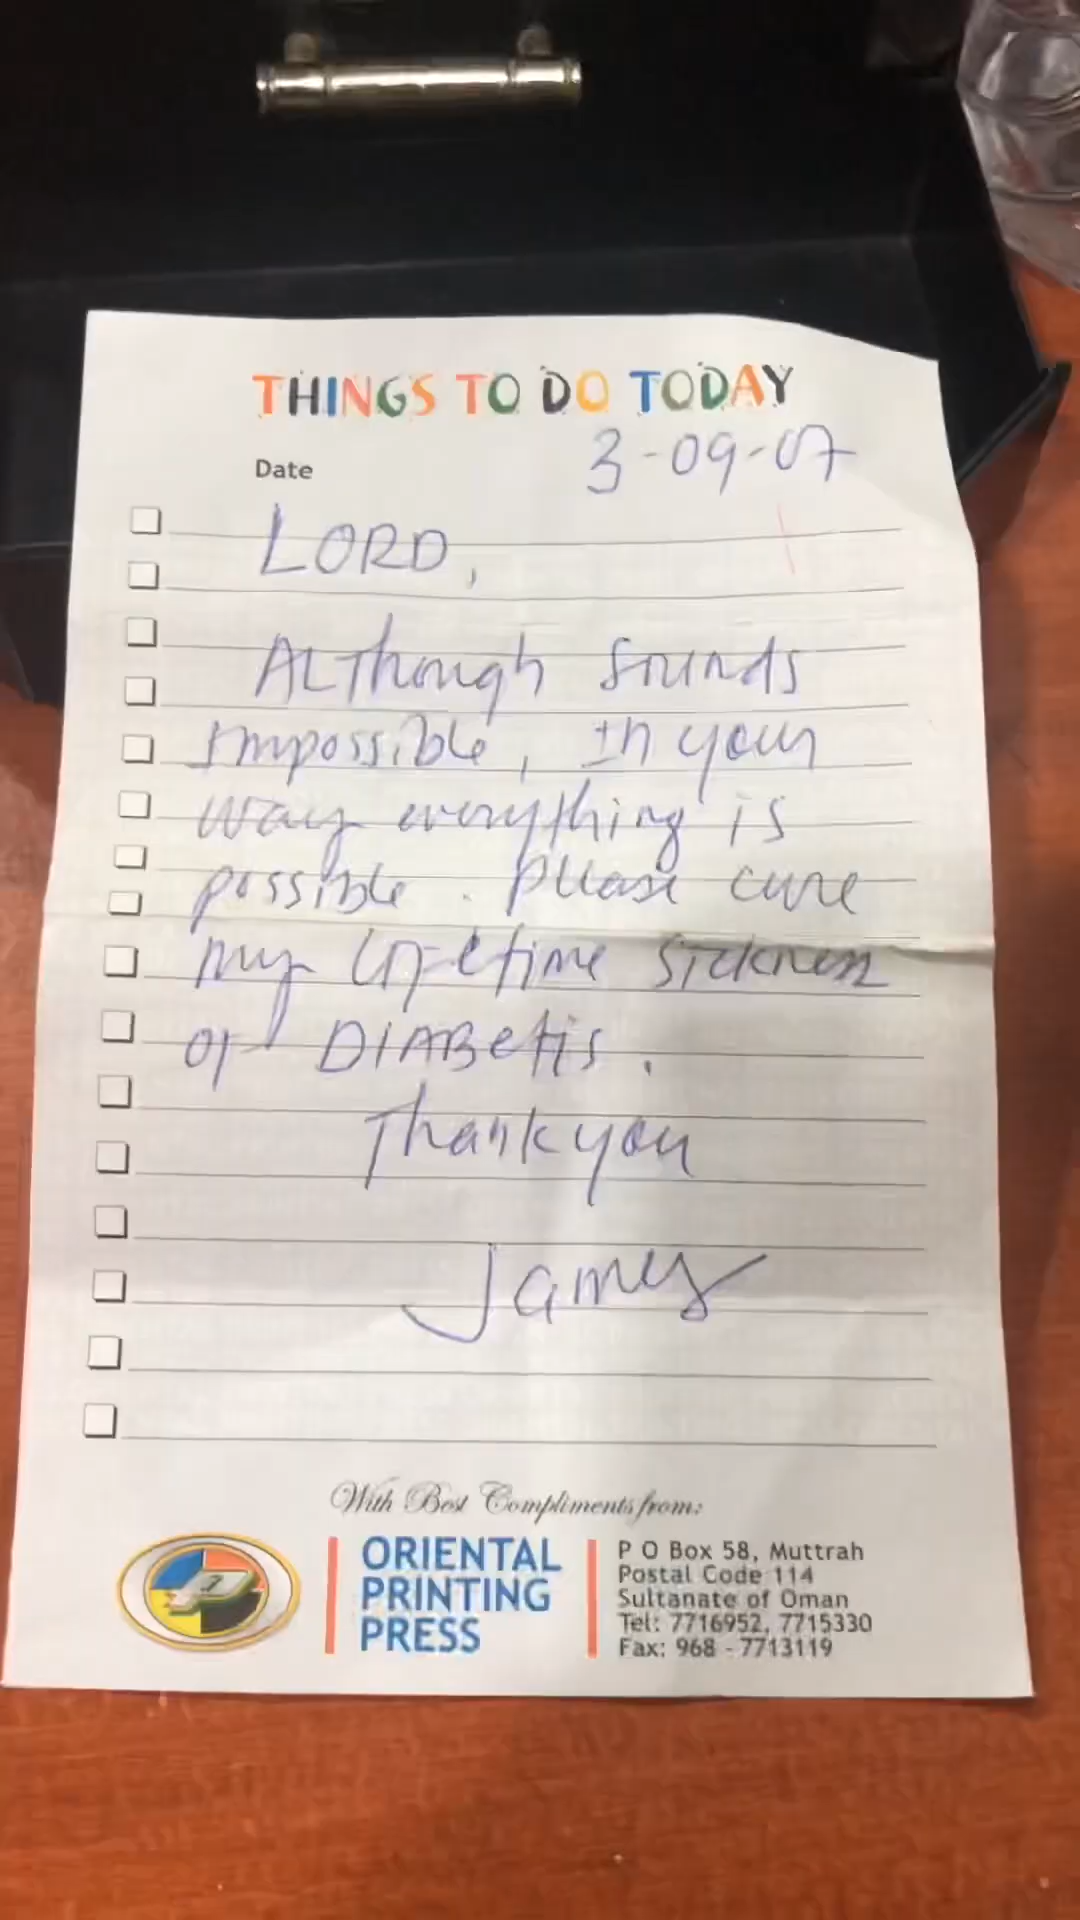 THINGS TO DO TODAY
Date 3-09-07
LORD,
ALThough sounds
Impossible, In your
way everything is
possible. please cure
my lifetime sickness
of DIABetis.
Thank you
James
With Best Compliments from:
ORIENTAL
PRINTING
PRESS
P O Box 58, Muttrah
Postal Code 114
Sultanate of Oman
Tel: 7716952, 7715330
Fax: 968 - 7713119